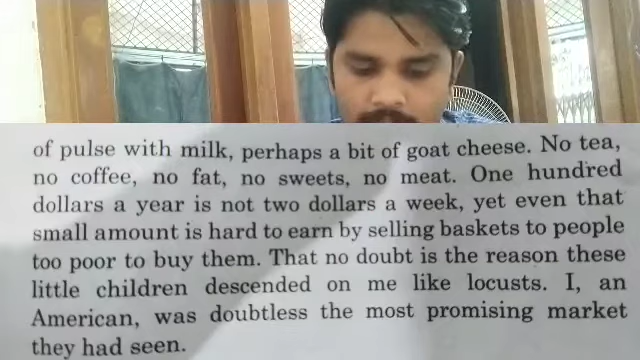 of pulse with milk, perhaps a bit of goat cheese. No tea,
no coffee, no fat, no sweets, no meat. One hundred
dollars a year is not two dollars a week, yet even that
small amount is hard to earn by selling baskets to people
too poor to buy them. That no doubt is the reason these
little children descended on me like locusts. I, an
American, was doubtless the most promising market
they had seen.